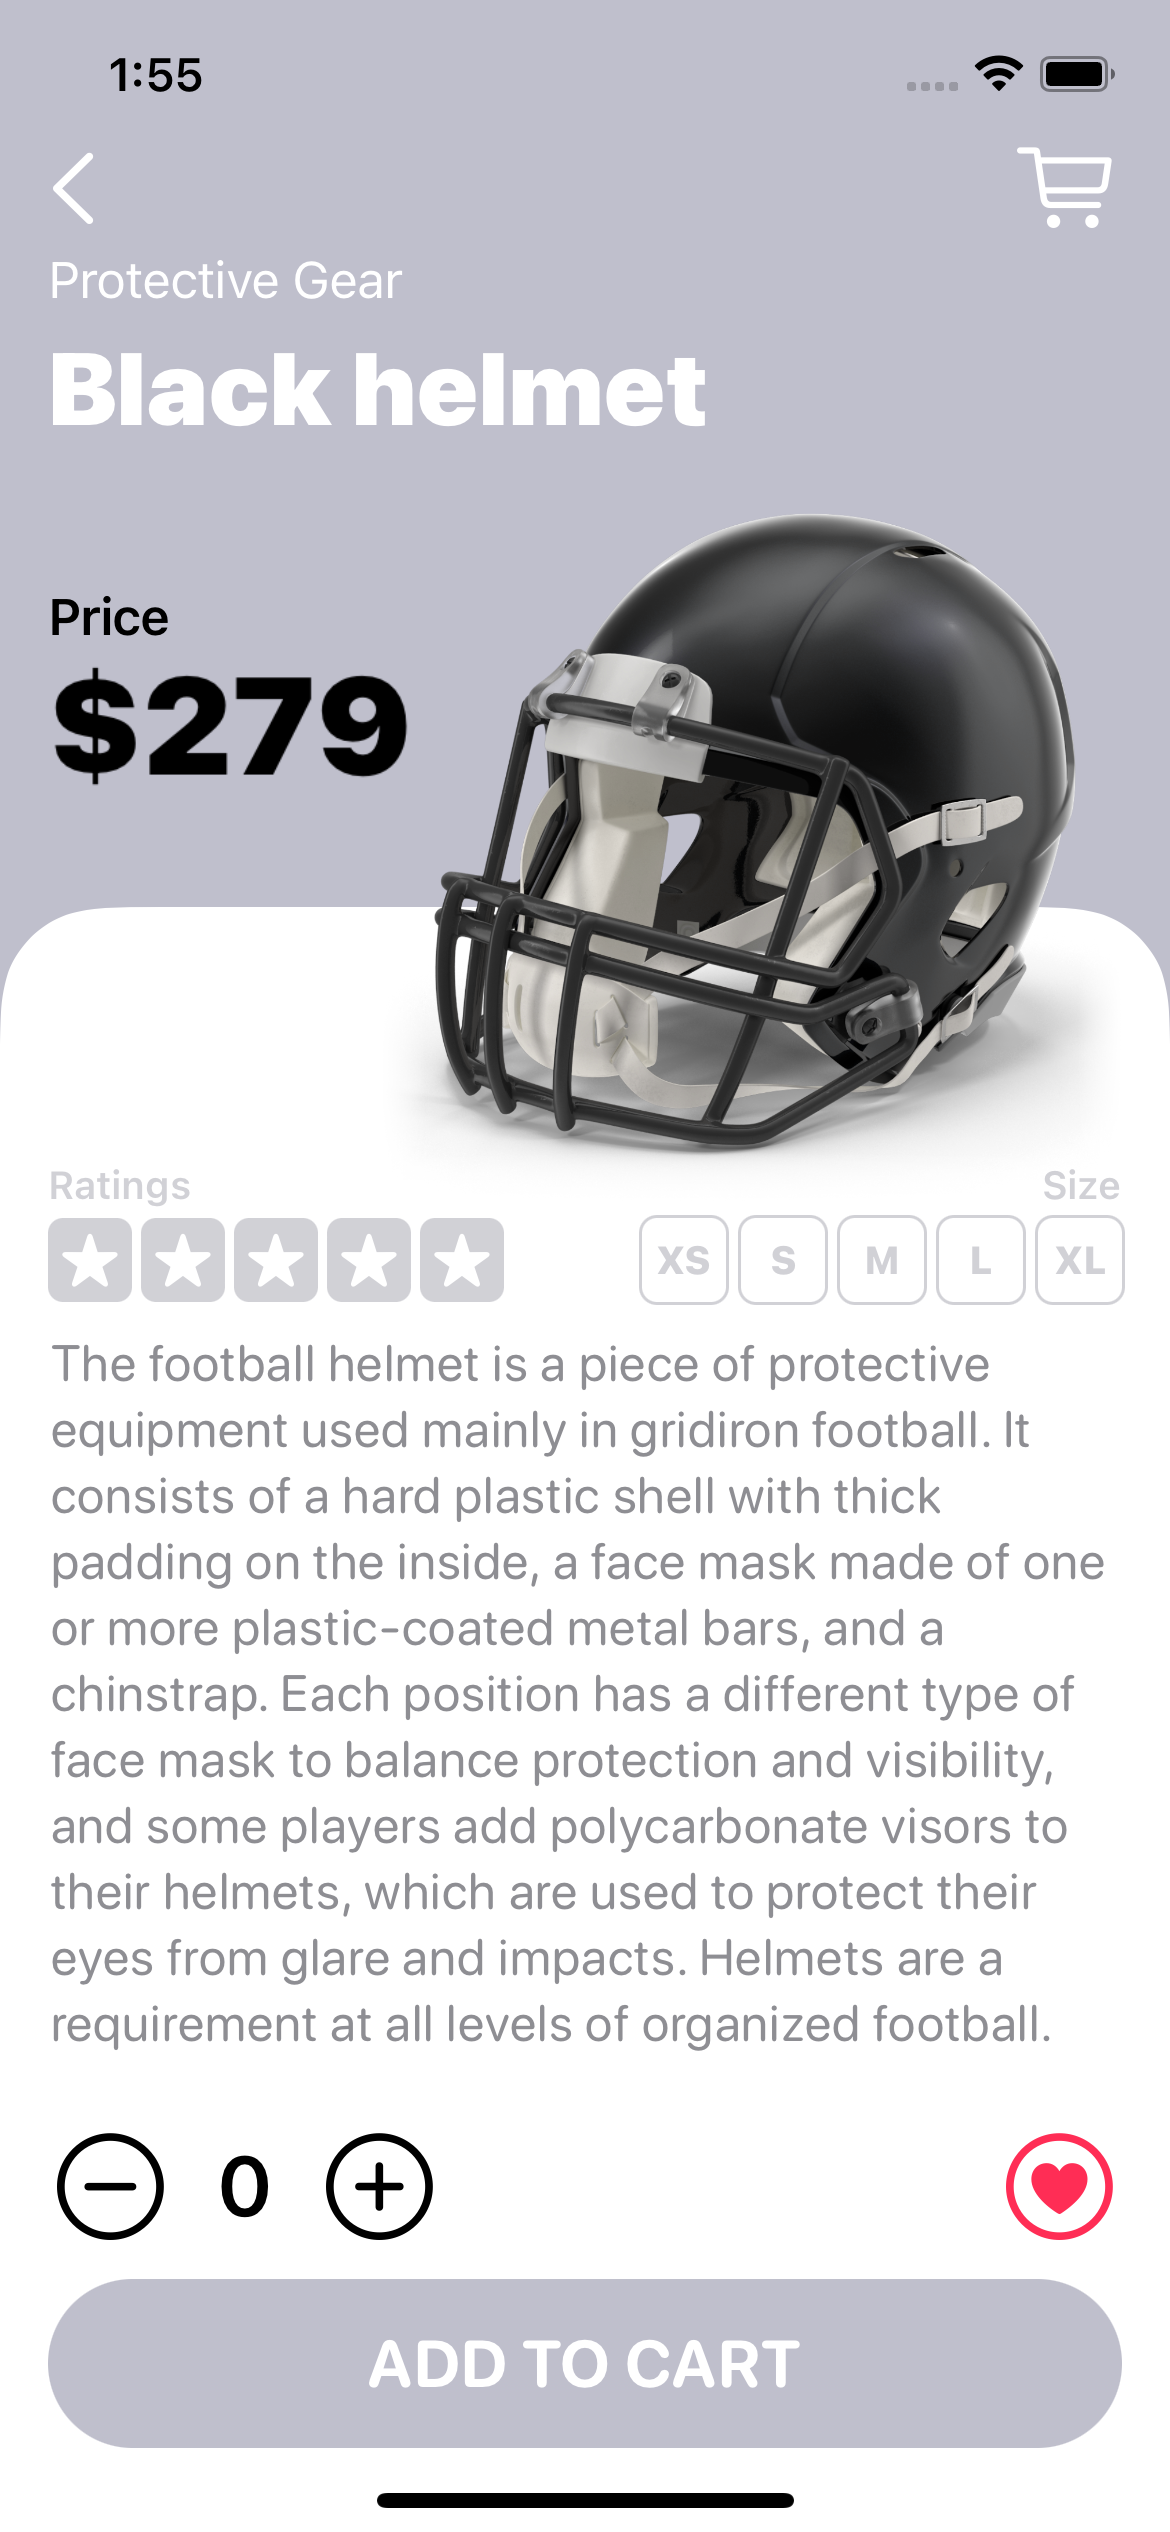 1:55
Protective Gear
Black helmet
Price
$279
Ratings
Size
XS S M L XL
The football helmet is a piece of protective
equipment used mainly in gridiron football. It
consists of a hard plastic shell with thick
padding on the inside, a face mask made of one
or more plastic-coated metal bars, and a
chinstrap. Each position has a different type of
face mask to balance protection and visibility,
and some players add polycarbonate visors to
their helmets, which are used to protect their
eyes from glare and impacts. Helmets are a
requirement at all levels of organized football.
0
ADD TO CART